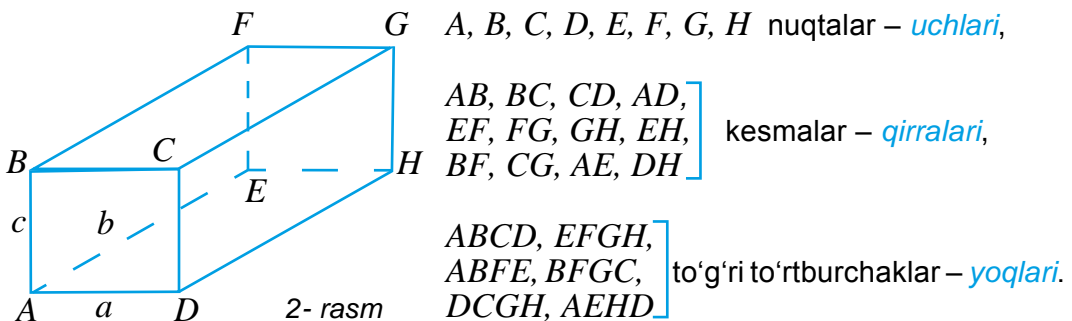 F G A, B, C, D, E, F, G, H nuqtalar – uchlari,
AB, BC, CD, AD,
EF, FG, GH, EH, kesmalar – qirralari,
BF, CG, AE, DH
B C H
E
c b
ABCD, EFGH,
ABFE, BFGC, to‘g‘ri to‘rtburchaklar – yoqlari.
DCGH, AEHD
A a D 2- rasm